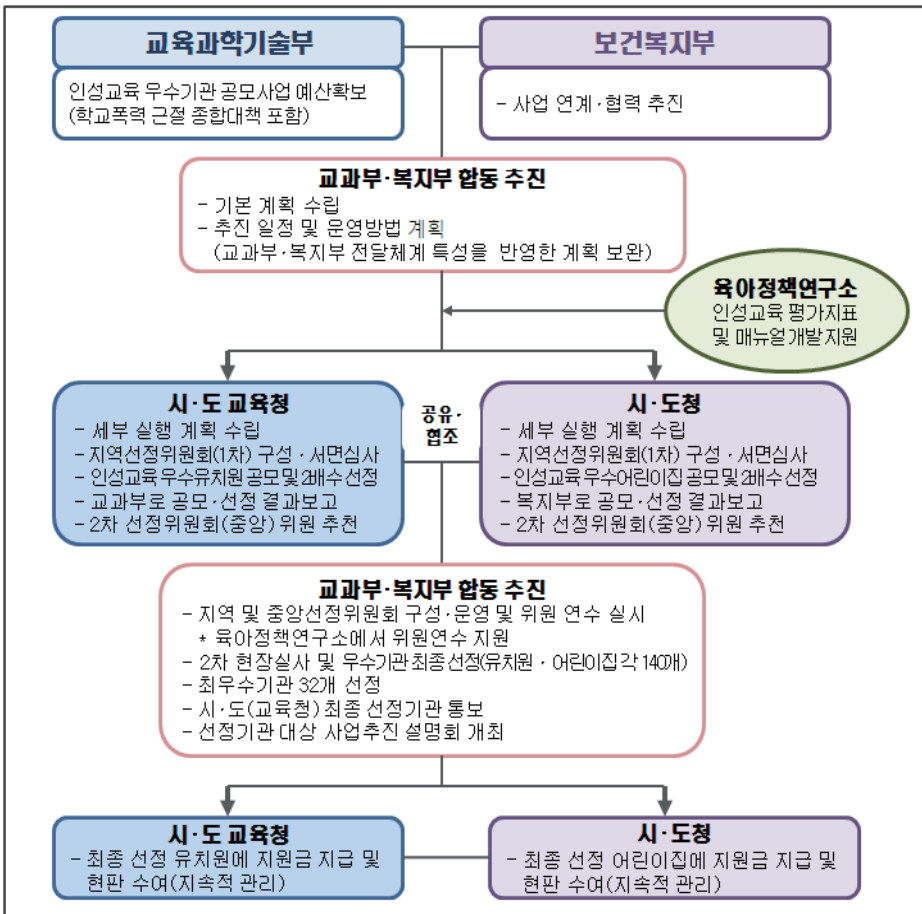 교육과학기술부
인성교육 우수기관 공모사업 예산확보
(학교폭력 근절 종합대책 포함)
보건복지부
- 사업 연계·협력 추진
교과부·복지부 합동 추진
- 기본 계획 수립
- 추진 일정 및 운영방법 계획
(교과부·복지부 전달체계 특성을 반영한 계획 보완)
육아정책연구소
인성교육 평가지표
및 매뉴얼개발지원
시·도 교육청
- 세부 실행 계획 수립
- 지역선정위원회(1차) 구성·서면심사
- 인성교육우수유치원공모및2배수선정
- 교과부로 공모·선정 결과보고
- 2차 선정위원회(중앙) 위원 추천
공유·
협조
시·도청
- 세부 실행 계획 수립
- 지역선정위원회(1차) 구성·서면심사
- 인성교육우수어린이집공모및2배수선정
- 복지부로 공모·선정 결과보고
- 2차 선정위원회(중앙) 위원 추천
교과부·복지부 합동 추진
- 지역 및 중앙선정위원회 구성·운영 및 위원 연수 실시
* 육아정책연구소에서 위원연수 지원
- 2차 현장실사 및 우수기관최종선정(유치원·어린이집각 140개)
- 최우수기관 32개 선정
- 시·도(교육청) 최종 선정기관 통보
- 선정기관 대상 사업추진 설명회 개최
시·도 교육청
- 최종 선정 유치원에 지원금 지급 및
현판 수여(지속적 관리)
시·도청
- 최종 선정 어린이집에 지원금 지급 및
현판 수여(지속적 관리)